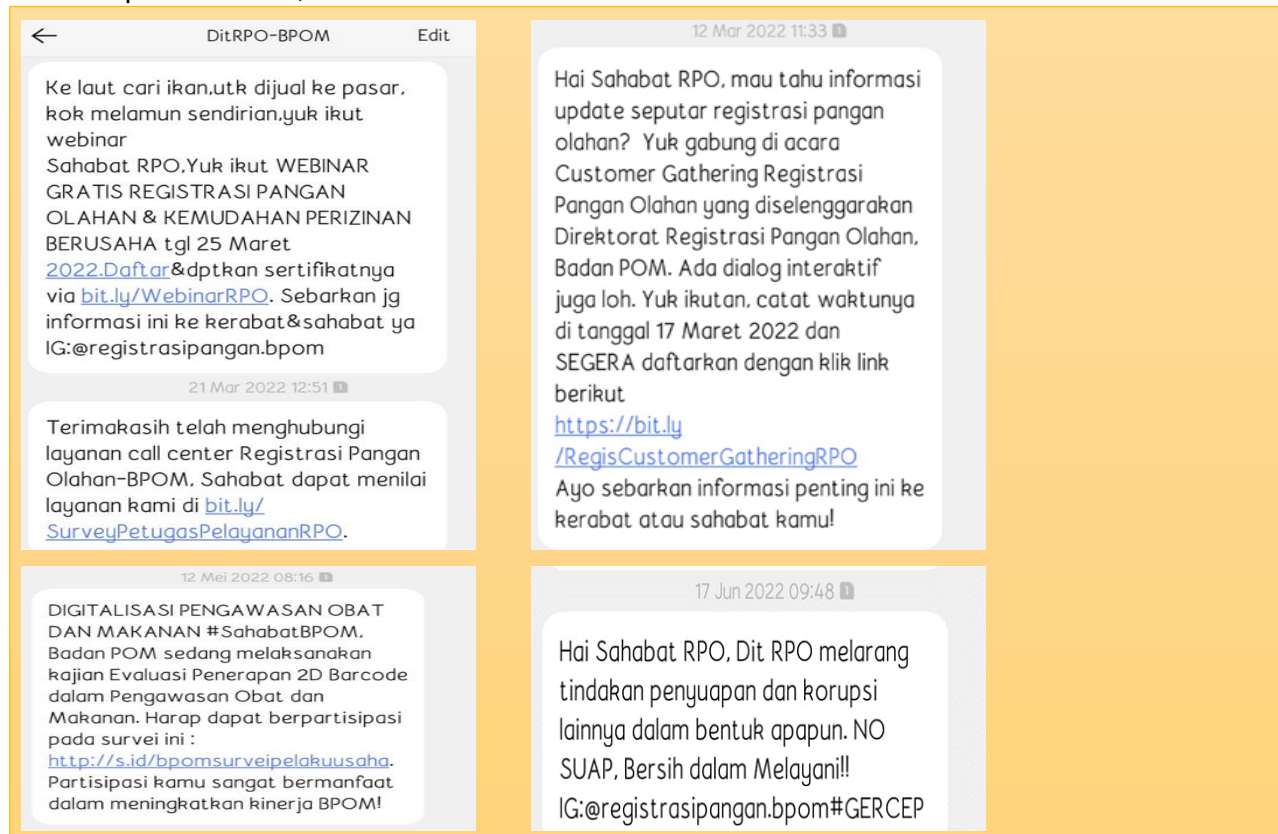 DitRPO-BPOM
Edit
Ke laut cari ikan,utk dijual ke pasar,
kok melamun sendirian,yuk ikut
webinar
Sahabat RPO,Yuk ikut WEBINAR
GRATIS REGISTRASI PANGAN
OLAHAN & KEMUDAHAN PERIZINAN
BERUSAHA tgl 25 Maret
2022.Daftar&dptkan sertifikatnya
via bit.ly/WebinarRPO. Sebarkan jg
informasi ini ke kerabat&sahabat ya
IG:@registrasipangan.bpom
21 Mar 2022 12:51
Terimakasih telah menghubungi
layanan call center Registrasi Pangan
Olahan-BPOM, Sahabat dapat menilai
layanan kami di bit.ly/
SurveyPetugasPelayananRPO.
12 Mar 2022 11:33
Hai Sahabat RPO, mau tahu informasi
update seputar registrasi pangan
olahan? Yuk gabung di acara
Customer Gathering Registrasi
Pangan Olahan yang diselenggarakan
Direktorat Registrasi Pangan Olahan,
Badan POM. Ada dialog interaktif
juga loh. Yuk ikutan, catat waktunya
di tanggal 17 Maret 2022 dan
SEGERA daftarkan dengan klik link
berikut
https://bit.ly
/RegisCustomerGatheringRPO
Ayo sebarkan informasi penting ini ke
kerabat atau sahabat kamu!
12 Mei 2022 08:16
DIGITALISASI PENGAWASAN OBAT
DAN MAKANAN #SahabatBPOM,
Badan POM sedang melaksanakan
kajian Evaluasi Penerapan 2D Barcode
dalam Pengawasan Obat dan
Makanan. Harap dapat berpartisipasi
pada survei ini :
http://s.id/bpomsurveipelakuusaha.
Partisipasi kamu sangat bermanfaat
dalam meningkatkan kinerja BPOM!
17 Jun 2022 09:48
Hai Sahabat RPO, Dit RPO melarang
tindakan penyuapan dan korupsi
lainnya dalam bentuk apapun. NO
SUAP, Bersih dalam Melayani!!
IG:@registrasipangan.bpom#GERCEP